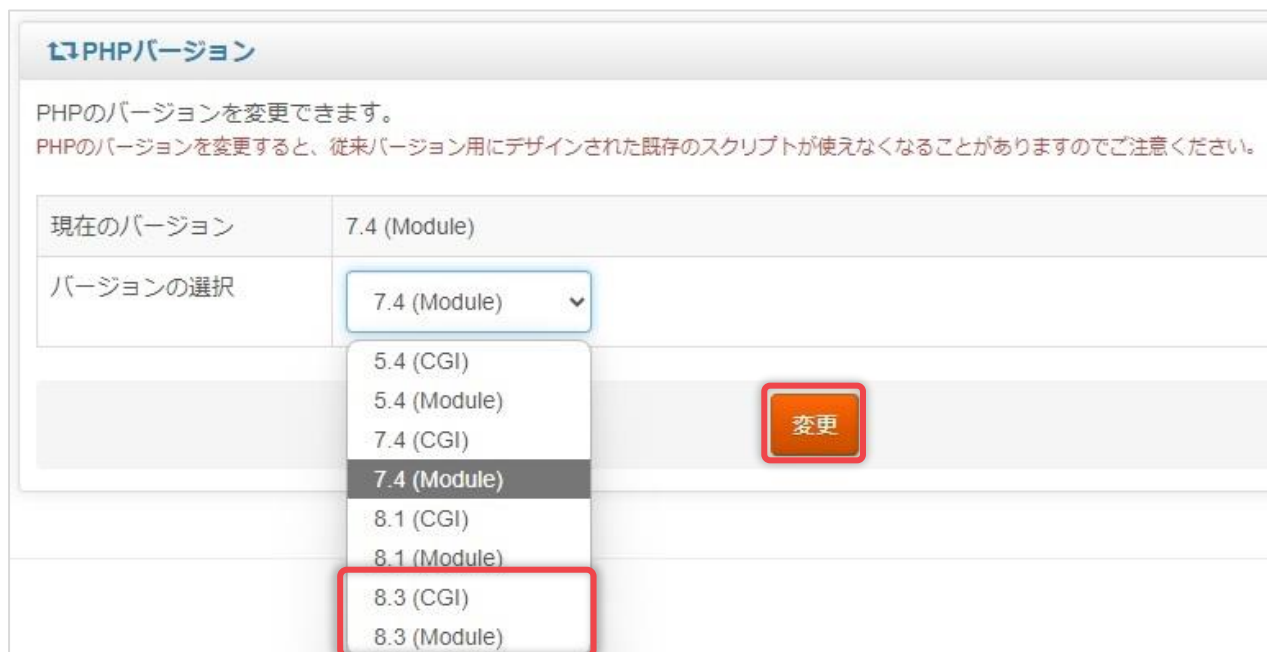 PHPバージョン
PHPのバージョンを変更できます。
PHPのバージョンを変更すると、従来バージョン用にデザインされた既存のスクリプトが使えなくなることがありますのでご注意ください。
現在のバージョン 7.4 (Module)
バージョンの選択 7.4 (Module)
5.4 (CGI)
5.4 (Module)
7.4 (CGI)
変更
7.4 (Module)
8.1 (CGI)
8.1 (Module)
8.3 (CGI)
8.3 (Module)